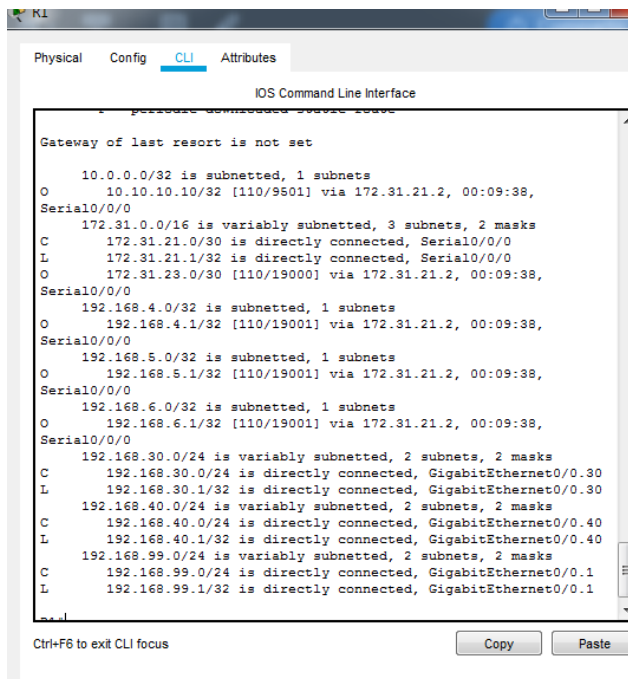 R1
Physical Config CLI Attributes
IOS Command Line Interface
Gateway of last resort is not set
10.0.0.0/32 is subnetted, 1 subnets
O 10.10.10.10/32 [110/9501] via 172.31.21.2, 00:09:38,
Serial0/0/0
172.31.0.0/16 is variably subnetted, 3 subnets, 2 masks
C 172.31.21.0/30 is directly connected, Serial0/0/0
L 172.31.21.1/32 is directly connected, Serial0/0/0
O 172.31.23.0/30 [110/19000] via 172.31.21.2, 00:09:38,
Serial0/0/0
192.168.4.0/32 is subnetted, 1 subnets
O 192.168.4.1/32 [110/19001] via 172.31.21.2, 00:09:38,
Serial0/0/0
192.168.5.0/32 is subnetted, 1 subnets
O 192.168.5.1/32 [110/19001] via 172.31.21.2, 00:09:38,
Serial0/0/0
192.168.6.0/32 is subnetted, 1 subnets
O 192.168.6.1/32 [110/19001] via 172.31.21.2, 00:09:38,
Serial0/0/0
192.168.30.0/24 is variably subnetted, 2 subnets, 2 masks
C 192.168.30.0/24 is directly connected, GigabitEthernet0/0.30
L 192.168.30.1/32 is directly connected, GigabitEthernet0/0.30
192.168.40.0/24 is variably subnetted, 2 subnets, 2 masks
C 192.168.40.0/24 is directly connected, GigabitEthernet0/0.40
L 192.168.40.1/32 is directly connected, GigabitEthernet0/0.40
192.168.99.0/24 is variably subnetted, 2 subnets, 2 masks
C 192.168.99.0/24 is directly connected, GigabitEthernet0/0.1
L 192.168.99.1/32 is directly connected, GigabitEthernet0/0.1
Ctrl+F6 to exit CLI focus
Copy Paste